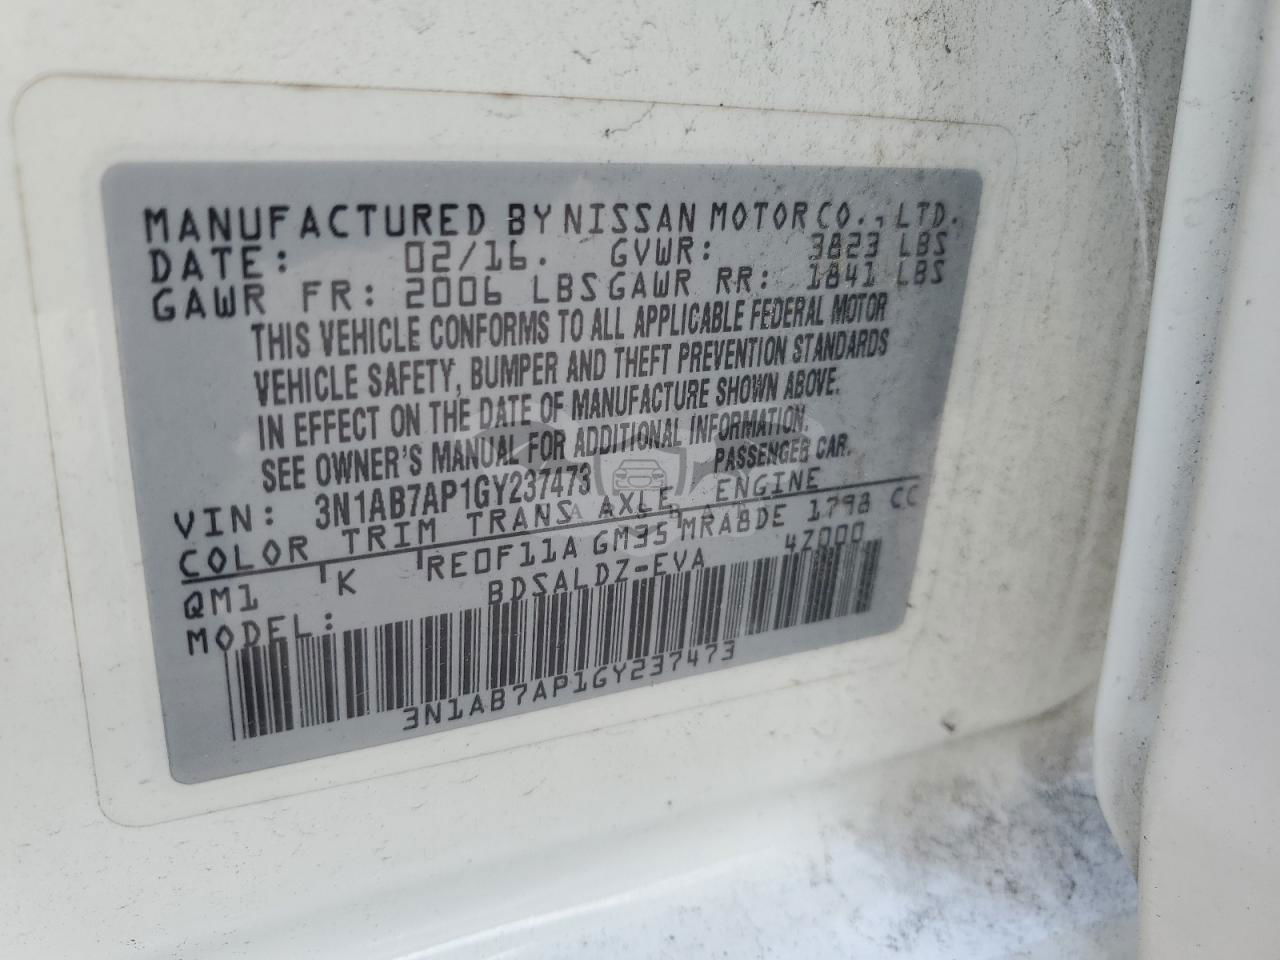 MANUFACTURED BY NISSAN MOTOR CO., LTD.
DATE: 02/16. GVWR: 3823 LBS
GAWR FR: 2006 LBS GAWR RR: 1841 LBS
THIS VEHICLE CONFORMS TO ALL APPLICABLE FEDERAL MOTOR
VEHICLE SAFETY, BUMPER AND THEFT PREVENTION STANDARDS
IN EFFECT ON THE DATE OF MANUFACTURE SHOWN ABOVE.
SEE OWNER'S MANUAL FOR ADDITIONAL INFORMATION.
VIN: 3N1AB7AP1GY237473 PASSENGER CAR.
COLOR TRIM TRANS AXLE ENGINE
QM1 K RE0F11A GM35 MRA8DE 1798 CC
MODEL: BDSALDZ-EVA 47000
3N1AB7AP1GY237473